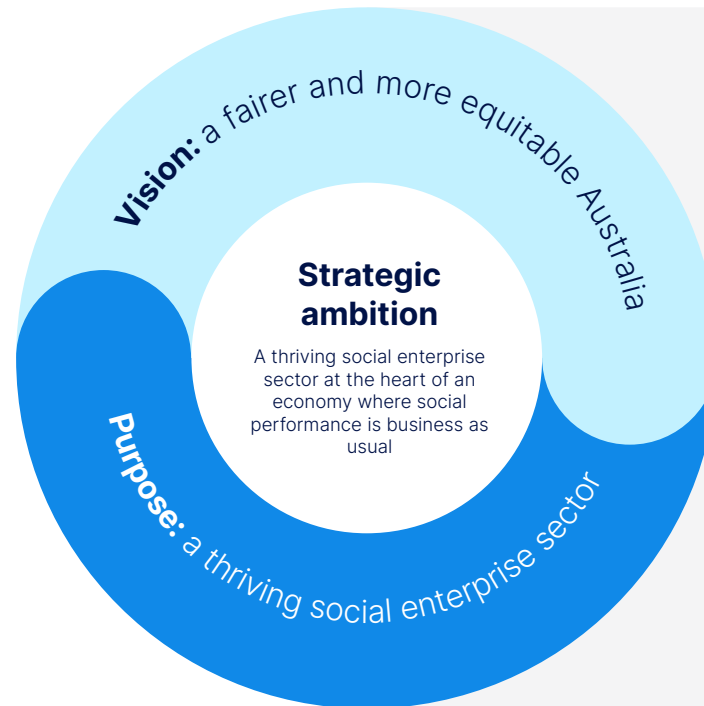 Vision: a fairer and more equitable Australia
Strategic
ambition
A thriving social enterprise
sector at the heart of an
economy where social
performance is business as
usual
Purpose: a thriving social enterprise sector